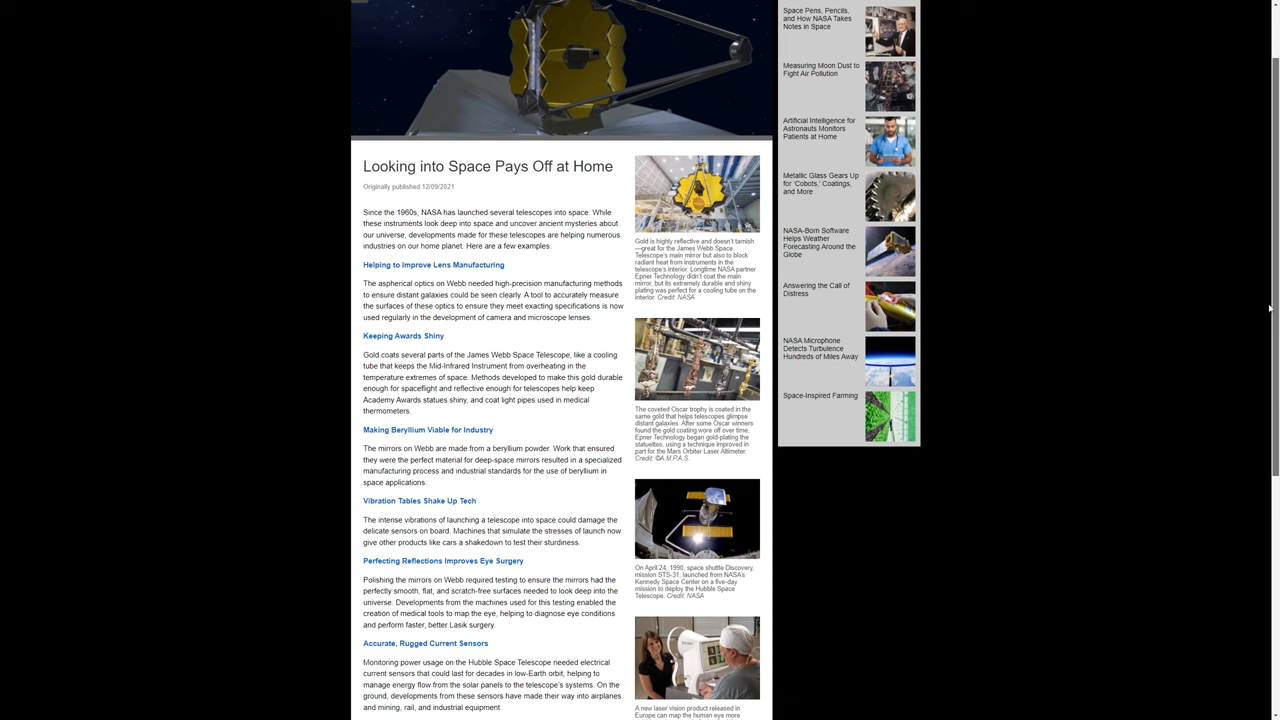 Looking into Space Pays Off at Home
Originally published 12/09/2021
Since the 1960s, NASA has launched several telescopes into space. While
these instruments look deep into space and uncover ancient mysteries about
our universe, developments made for these telescopes are helping numerous
industries on our home planet. Here are a few examples.
Helping to Improve Lens Manufacturing
The aspherical optics on Webb needed high-precision manufacturing methods
to ensure distant galaxies could be seen clearly. A tool to accurately measure
the surfaces of these optics to ensure they meet exacting specifications is now
used regularly in the development of camera and microscope lenses.
Keeping Awards Shiny
Gold coats several parts of the James Webb Space Telescope, like a cooling
tube that keeps the Mid-Infrared Instrument from overheating in the
temperature extremes of space. Methods developed to make this gold durable
enough for spaceflight and reflective enough for telescopes help keep
Academy Awards statues shiny, and coat light pipes used in medical
thermometers.
Making Beryllium Viable for Industry
The mirrors on Webb are made from a beryllium powder. Work that ensured
they were the perfect material for deep-space mirrors resulted in a specialized
manufacturing process and industrial standards for the use of beryllium in
space applications.
Vibration Tables Shake Up Tech
The intense vibrations of launching a telescope into space could damage the
delicate sensors on board. Machines that simulate the stresses of launch now
give other products like cars a shakedown to test their sturdiness.
Perfecting Reflections Improves Eye Surgery
Polishing the mirrors on Webb required testing to ensure the mirrors had the
perfectly smooth, flat, and scratch-free surfaces needed to look deep into the
universe. Developments from the machines used for this testing enabled the
creation of medical tools to map the eye, helping to diagnose eye conditions
and perform faster, better Lasik surgery.
Accurate, Rugged Current Sensors
Monitoring power usage on the Hubble Space Telescope needed electrical
current sensors that could last for decades in low-Earth orbit, helping to
manage energy flow from the solar panels to the telescope's systems. On the
ground, developments from these sensors have made their way into airplanes
and mining, rail, and industrial equipment.
Gold is highly reflective and doesn't tarnish
—great for the James Webb Space
Telescope's main mirror but also to block
radiant heat from instruments in the
telescope's interior. Longtime NASA partner
Epner Technology didn't coat the main
mirror, but its extremely durable and shiny
plating was perfect for a cooling tube on the
interior. Credit: NASA
The coveted Oscar trophy is coated in the
same gold that helps telescopes glimpse
distant galaxies. After some Oscar winners
found the gold coating wore off over time,
Epner Technology began gold-plating the
statuettes, using a technique improved in
part for the Mars Orbiter Laser Altimeter.
Credit: ©A.M.P.A.S.
On April 24, 1990, space shuttle Discovery,
mission STS-31, launched from NASA's
Kennedy Space Center on a five-day
mission to deploy the Hubble Space
Telescope. Credit: NASA
A new laser vision product released in
Europe can map the human eye more
Space Pens, Pencils,
and How NASA Takes
Notes in Space
Measuring Moon Dust to
Fight Air Pollution
Artificial Intelligence for
Astronauts Monitors
Patients at Home
Metallic Glass Gears Up
for 'Cobots,' Coatings,
and More
NASA-Born Software
Helps Weather
Forecasting Around the
Globe
Answering the Call of
Distress
NASA Microphone
Detects Turbulence
Hundreds of Miles Away
Space-Inspired Farming